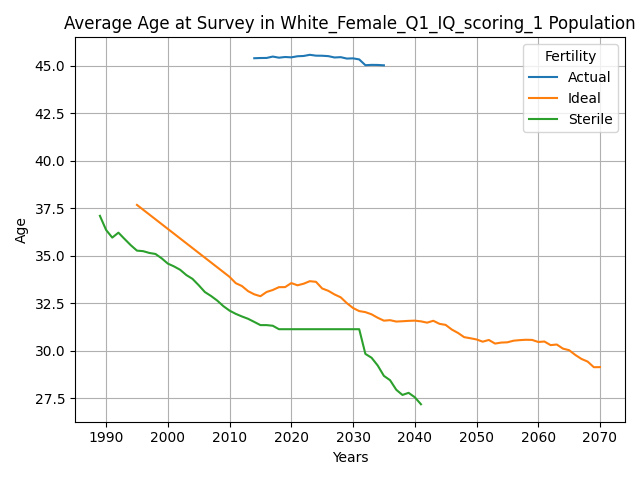 Average Age at Survey in White_Female_Q1_IQ_scoring_1 Population
Fertility
Actual
Ideal
Sterile
45.0
42.5
40.0
37.5
35.0
32.5
30.0
27.5
Age
1990 2000 2010 2020 2030 2040 2050 2060 2070
Years